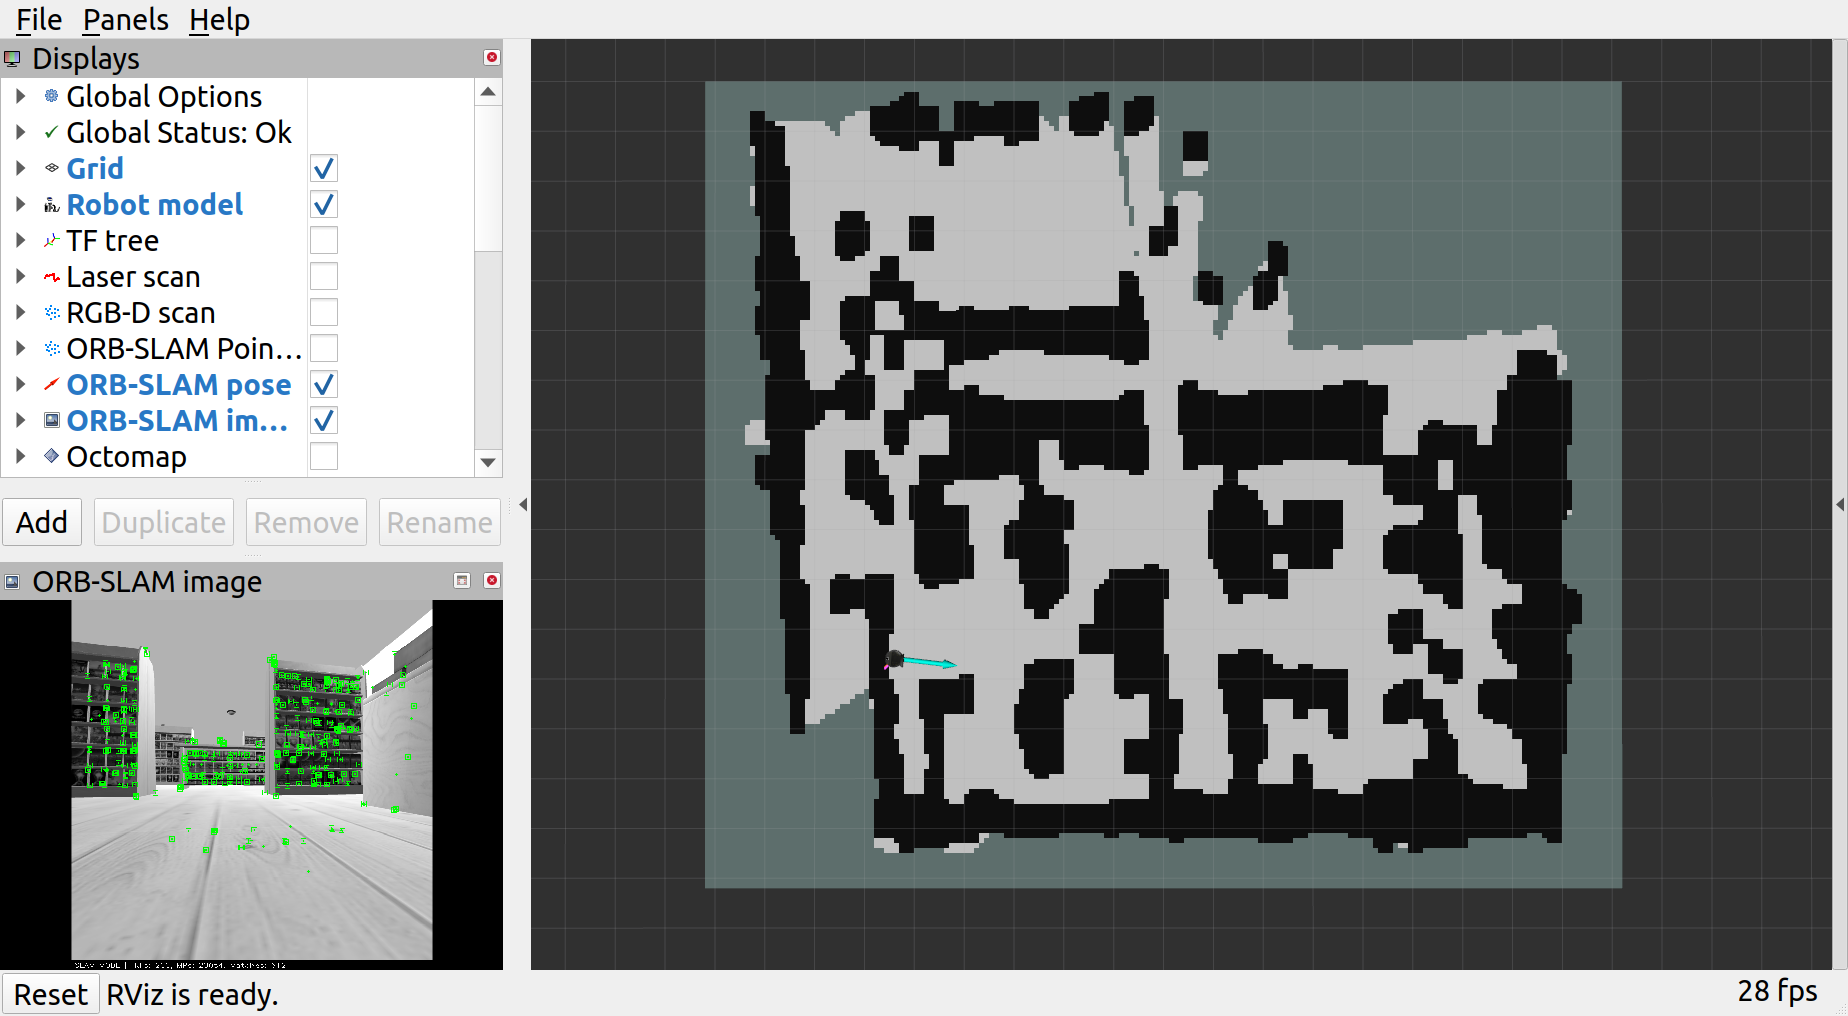 File Panels Help
Displays
Global Options
Global Status: Ok
Grid
Robot model
TF tree
Laser scan
RGB-D scan
ORB-SLAM Poin...
ORB-SLAM pose
ORB-SLAM im...
Octomap
Add Duplicate Remove Rename
ORB-SLAM image
SLAM MODE |
Reset RViz is ready. 28 fps